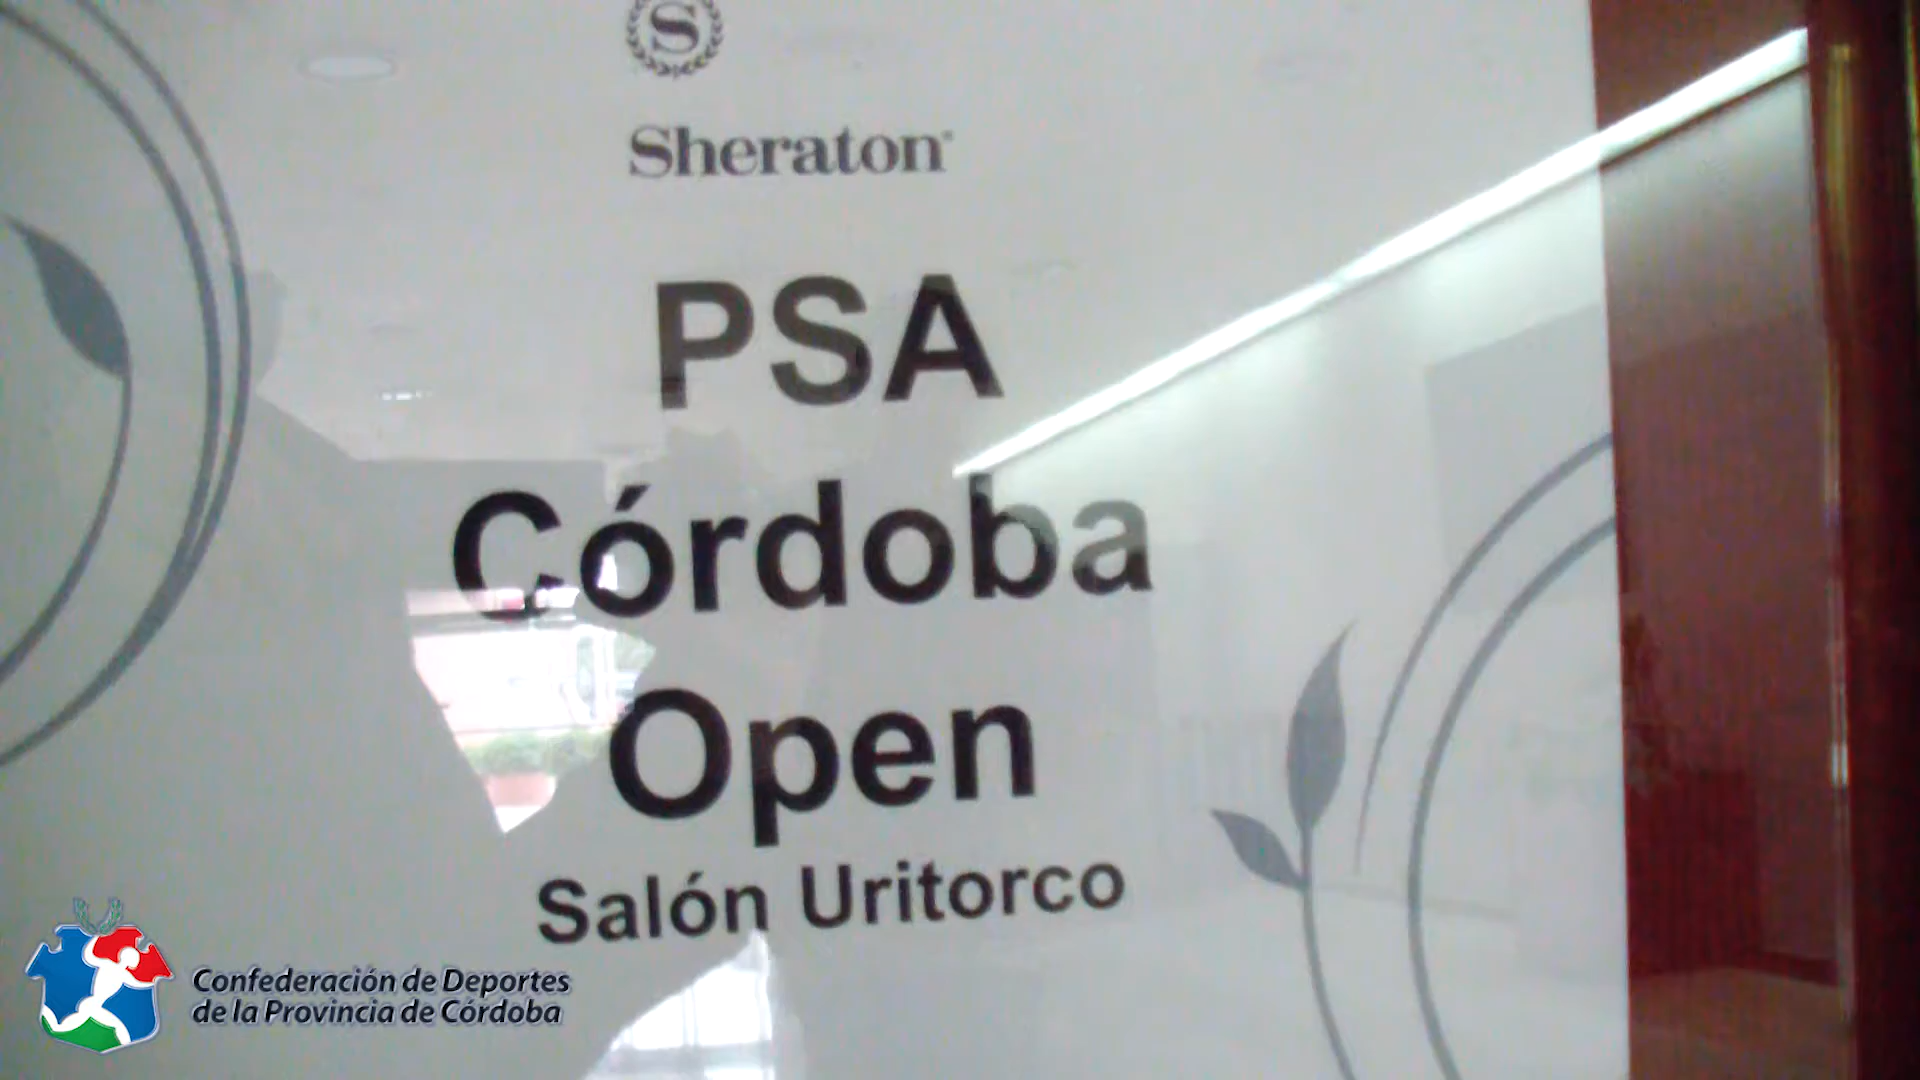 S
Sheraton
PSA
Córdoba
Open
Salón Uritorco
Confederación de Deportes
de la Provincia de Córdoba